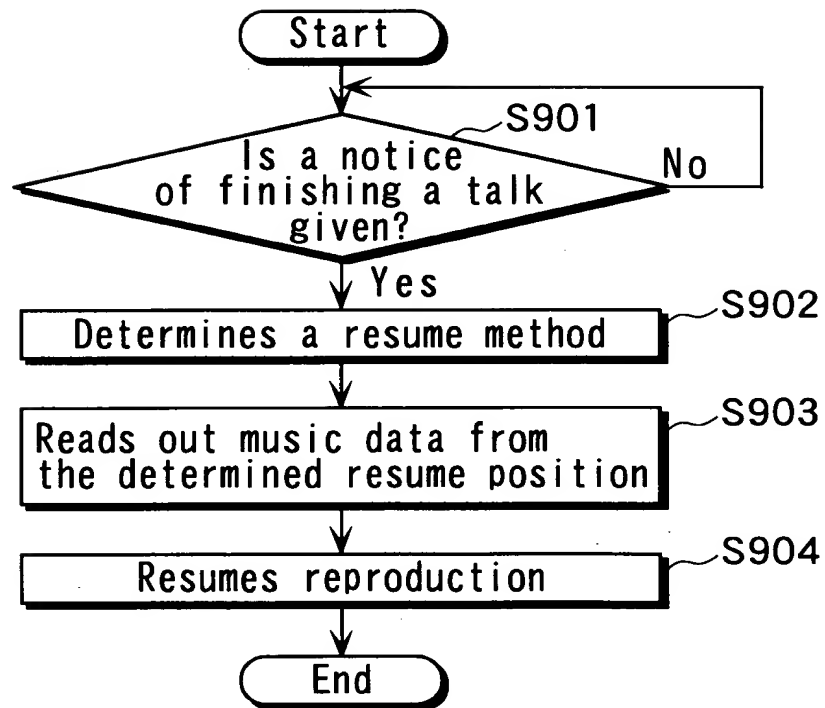 Start
S901
Is a notice
of finishing a talk
given?
No
Yes
S902
Determines a resume method
S903
Reads out music data from
the determined resume position
S904
Resumes reproduction
End